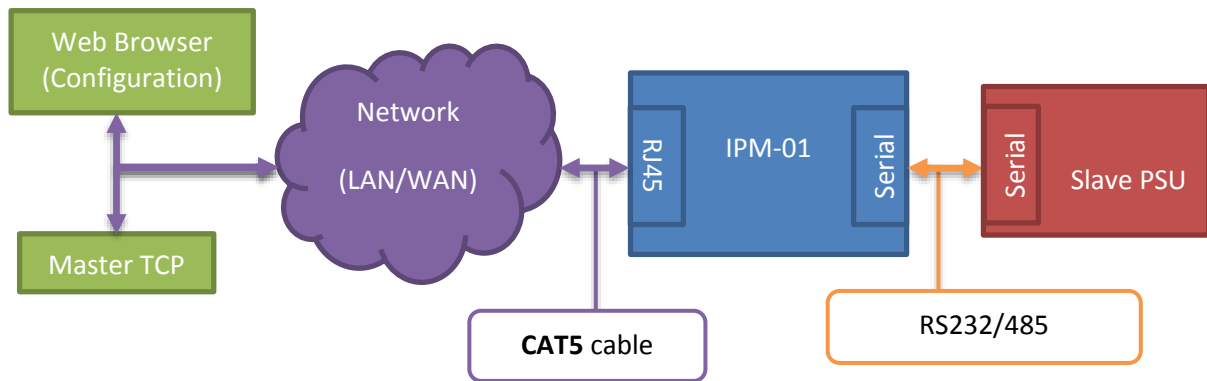 Web Browser
(Configuration)
Master TCP
Network
(LAN/WAN)
RJ45
IPM-01
Serial
Serial
Slave PSU
CAT5 cable
RS232/485